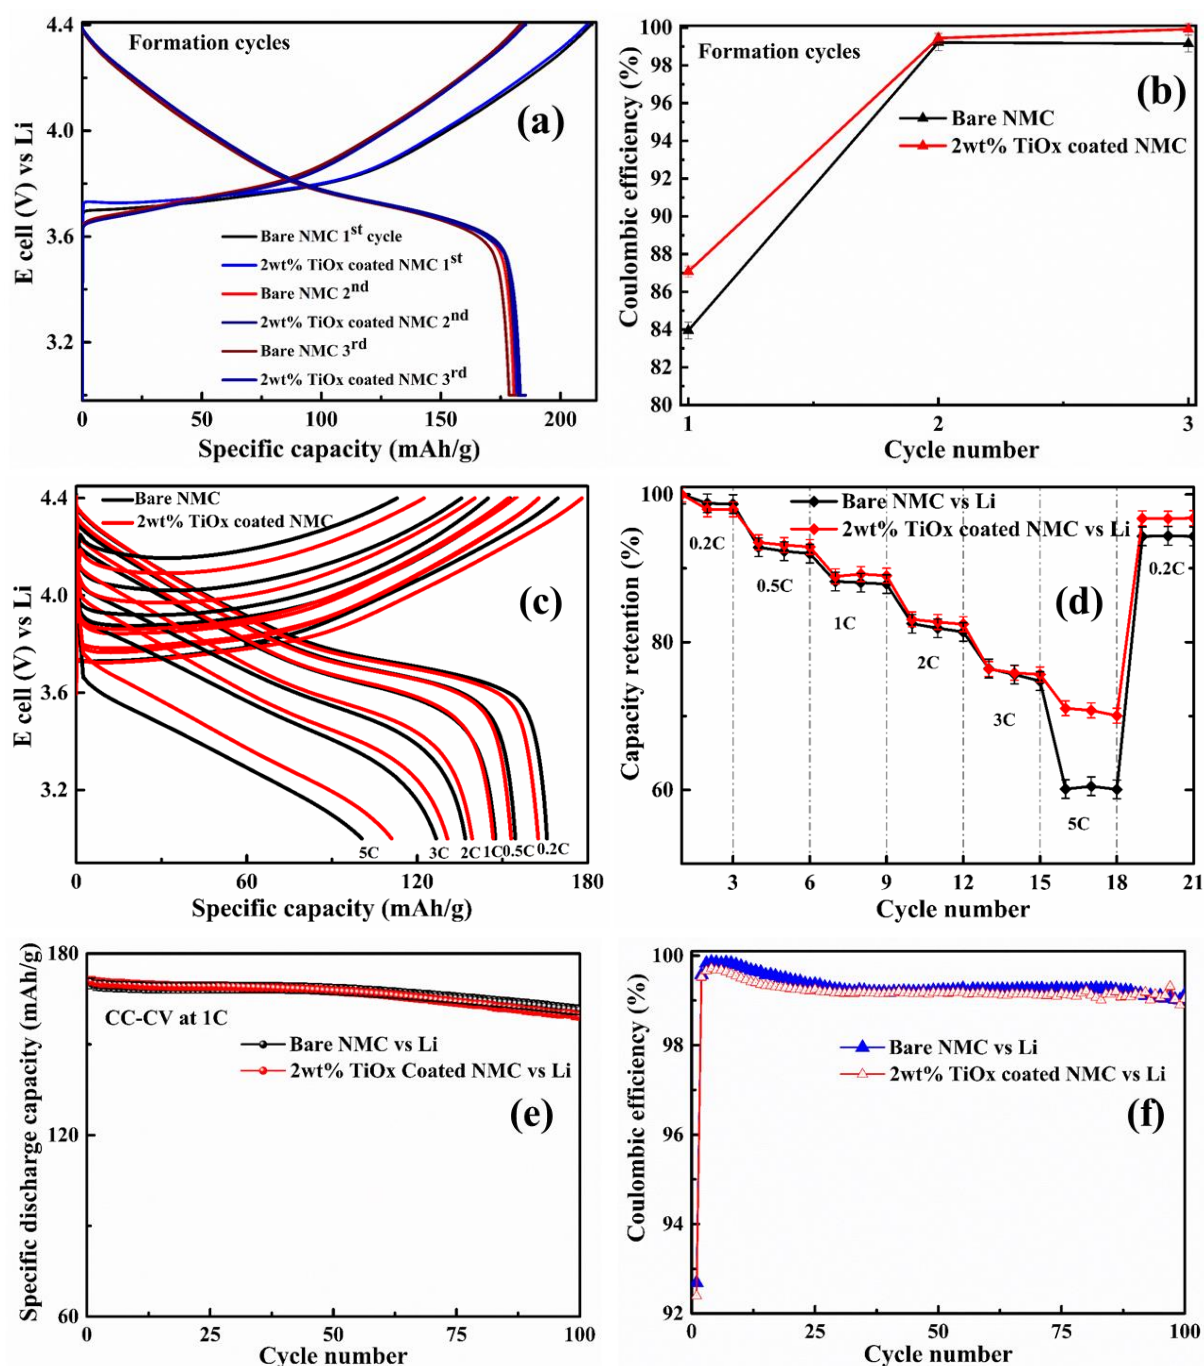 4.4
4.0
3.6
3.2
E cell (V) vs Li
Formation cycles
(a)
Bare NMC 1st cycle
2wt% TiOx coated NMC 1st
Bare NMC 2nd
2wt% TiOx coated NMC 2nd
Bare NMC 3rd
2wt% TiOx coated NMC 3rd
0 50 100 150 200
Specific capacity (mAh/g)
100
98
96
94
92
90
88
86
84
82
80
Coulombic efficiency (%)
Formation cycles
(b)
Bare NMC
2wt% TiOx coated NMC
1 2 3
Cycle number
4.4
4.0
3.6
3.2
E cell (V) vs Li
Bare NMC
2wt% TiOx coated NMC
(c)
5C 3C 2C 1C 0.5C 0.2C
0 60 120 180
Specific capacity (mAh/g)
100
80
60
Capacity retention (%)
Bare NMC vs Li
2wt% TiOx coated NMC vs Li
0.2C
0.5C
1C
2C
3C
5C
0.2C
(d)
3 6 9 12 15 18 21
Cycle number
180
120
60
Specific discharge capacity (mAh/g)
CC-CV at 1C
Bare NMC vs Li
2wt% TiOx Coated NMC vs Li
(e)
0 25 50 75 100
Cycle number
100
98
96
94
92
Coulombic efficiency (%)
Bare NMC vs Li
2wt% TiOx coated NMC vs Li
(f)
0 25 50 75 100
Cycle number